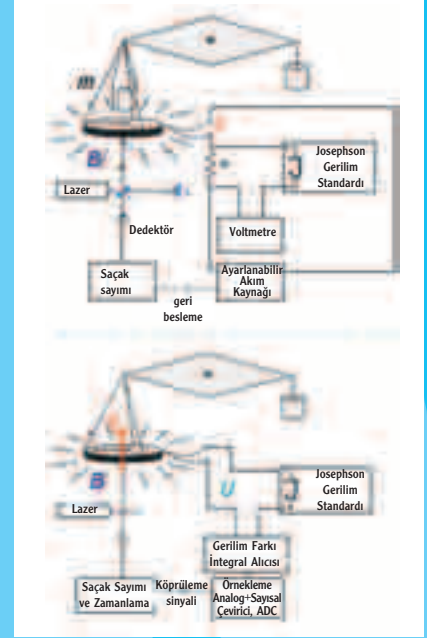 m
B
Lazer
Dedektör
Saçak
sayımı
geri
besleme
Josephson
Gerilim
Standardı
Voltmetre
Ayarlanabilir
Akım
Kaynağı
B
U
Lazer
Josephson
Gerilim
Standardı
Gerilim Farkı
İntegral Alıcısı
Saçak Sayımı
ve Zamanlama
Köprüleme
sinyali
Örnekleme
Analog+Sayısal
Çevirici, ADC